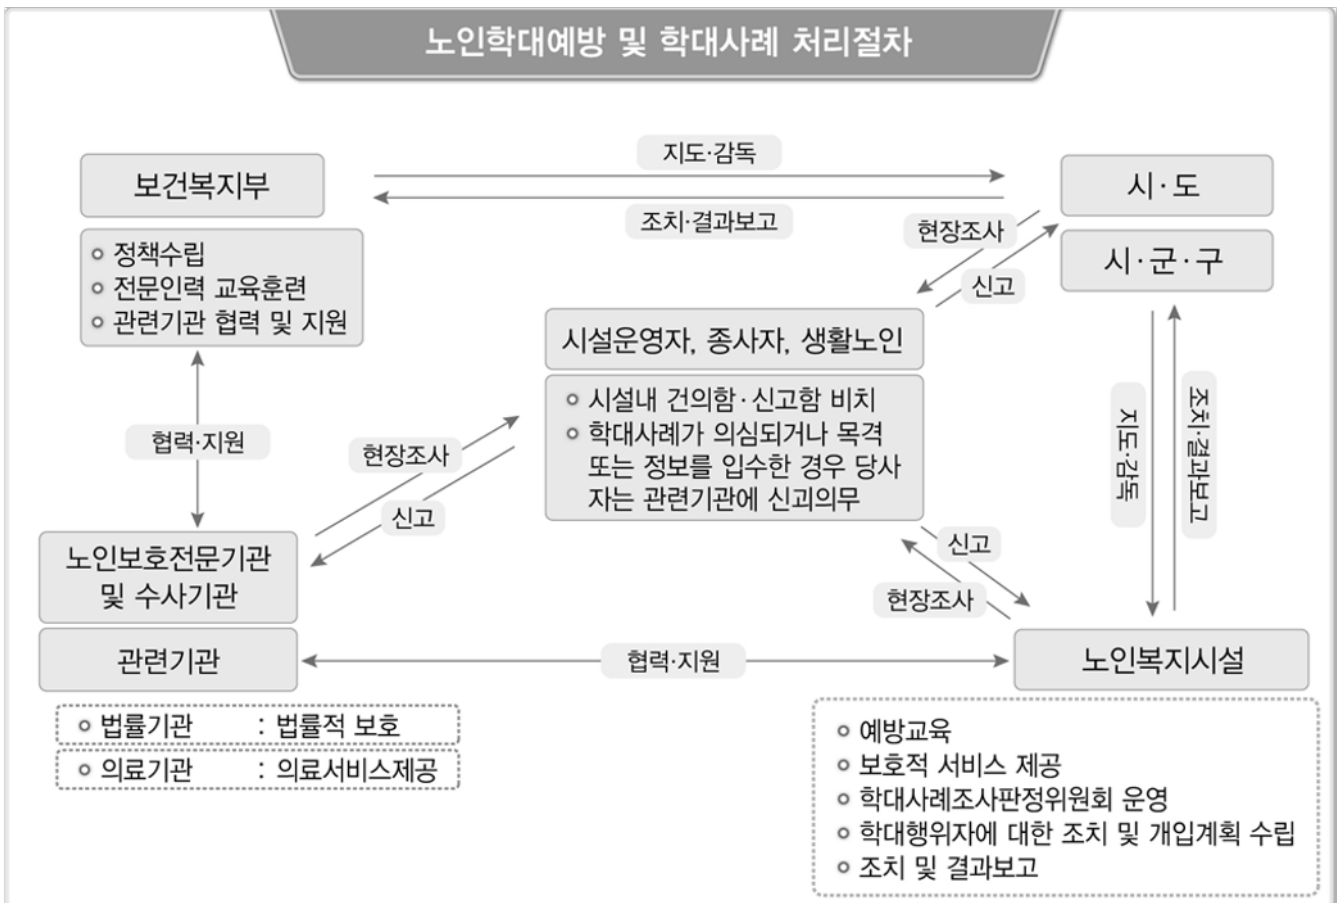 노인학대예방 및 학대사례 처리절차
지도·감독
보건복지부
시·도
조치·결과보고
현장조사
정책수립
전문인력 교육훈련
관련기관 협력 및 지원
시·군·구
신고
시설운영자, 종사자, 생활노인
시설내 건의함·신고함 비치
학대사례가 의심되거나 목격
또는 정보를 입수한 경우 당사
자는 관련기관에 신괴의무
지도·감독
조치·결과보고
협력·지원
현장조사
신고
신고
현장조사
노인보호전문기관
및 수사기관
관련기관
협력·지원
노인복지시설
법률기관 : 법률적 보호
의료기관 : 의료서비스제공
예방교육
보호적 서비스 제공
학대사례조사판정위원회 운영
학대행위자에 대한 조치 및 개입계획 수립
조치 및 결과보고